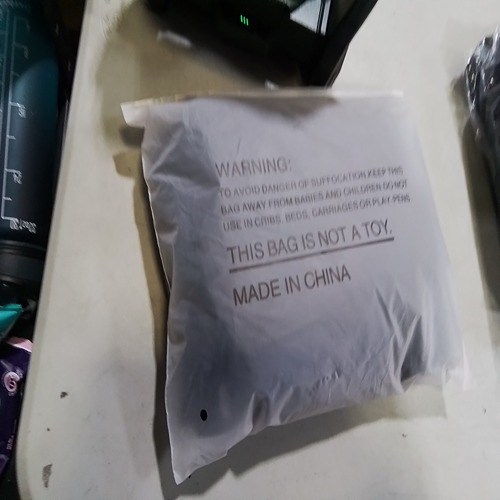 WARNING:
TO AVOID DANGER OF SUFFOCATION KEEP THIS
BAG AWAY FROM BABIES AND CHILDREN DO NOT
USE IN CRIBS, BEDS, CARRIAGES OR PLAY PENS
THIS BAG IS NOT A TOY.
MADE IN CHINA